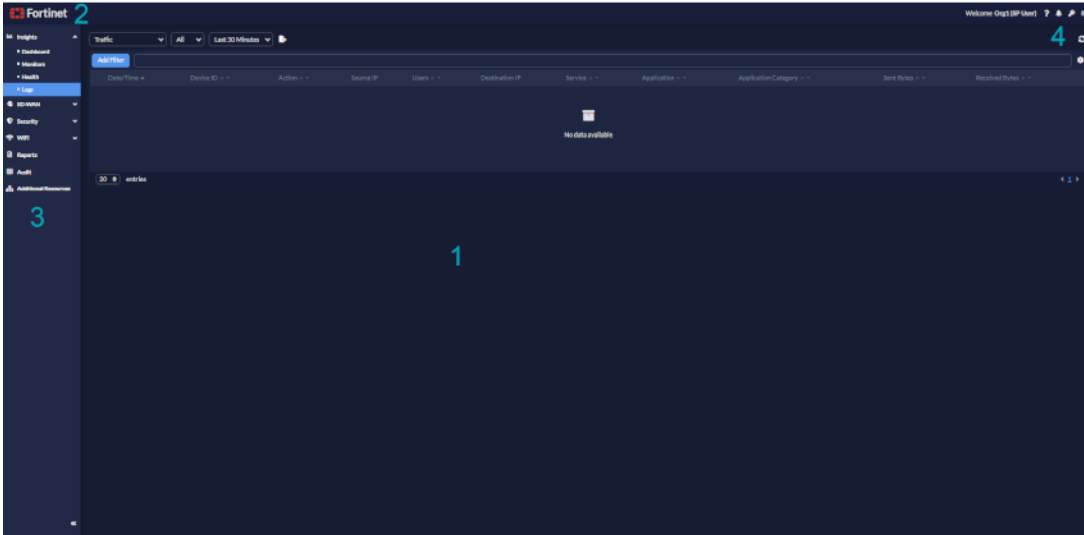 Fortinet 2 Welcome Org1 [SP User] ?
Insights
Dashboard
Monitors
Health
Logs
SD-WAN
Security
WiFi
Reports
Audit
Additional Resources
3
Traffic All Last 30 Minutes 4
Add Filter
Date/Time Device ID Action Source IP Users Destination IP Service Application Application Category Sent Bytes Received Bytes
No data available
30 entries < 1 >
1
«